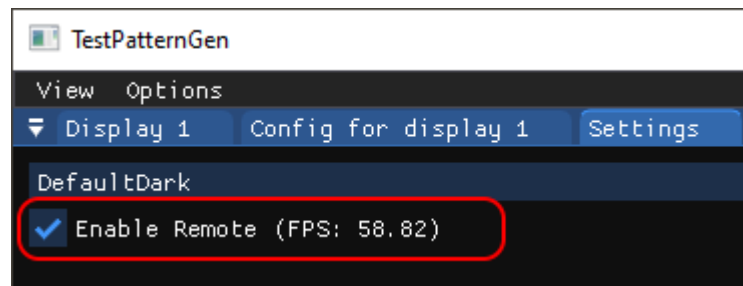 TestPatternGen
View Options
Display 1 Config for display 1 Settings
DefaultDark
Enable Remote (FPS: 58.82)